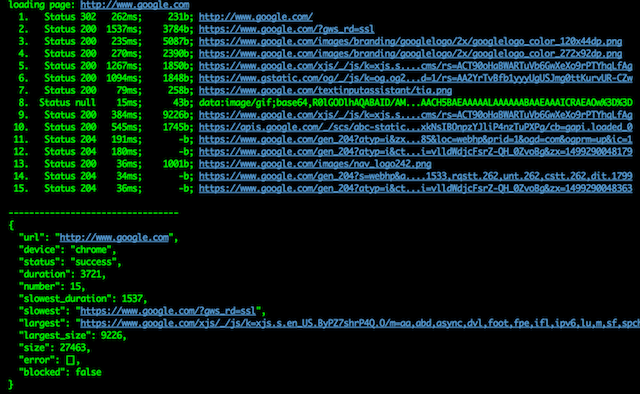 loading page: http://www.google.com
1. Status 302 262ms; 231b; http://www.google.com/
2. Status 200 1537ms; 3784b; https://www.google.com/?gws_rd=ssl
3. Status 200 235ms; 5087b; https://www.google.com/images/branding/googlelogo/2x/googlelogo_color_120x44dp.png
4. Status 200 270ms; 2390b; https://www.google.com/images/branding/googlelogo/2x/googlelogo_color_272x92dp.png
5. Status 200 1267ms; 1850b; https://www.google.com/xjs/_/js/k=xjs.s....cms/rs=ACT90oHaBWARTuVb6GwXeXo9rPTYhqLfAg
6. Status 200 1094ms; 1848b; https://www.gstatic.com/og/_/js/k=og.og2....d=1/rs=AA2YrTvBfb1yyyUgUSJmg0ttKurvUR-CZw
7. Status 200 79ms; 258b; https://www.google.com/textinputassistant/tia.png
8. Status null 15ms; 43b; data:image/gif;base64,R0lGODlhAQABAID/AM...AACH5BAEAAAAALAAAAAABAAEAAAICRAEAOw%3D%3D
9. Status 200 384ms; 9226b; https://www.google.com/xjs/_/js/k=xjs.s....cms/rs=ACT90oHaBWARTuVb6GwXeXo9rPTYhqLfAg
10. Status 200 545ms; 1745b; https://apis.google.com/_/scs/abc-static...xkNsIBOnpzYJliP4nzTuPXPg/cb=gapi.loaded_0
11. Status 204 191ms; -b; https://www.google.com/gen_204?atyp=i&zx...85&loc=webhp&prid=1&ogd=com&ogprm=up&ic=1
12. Status 204 180ms; -b; https://www.google.com/gen_204?atyp=i&ct...i=vlldWdjcFsrZ-QH_0ZvoBg&zx=1499290048179
13. Status 200 36ms; 1001b; https://www.google.com/images/nav_logo242.png
14. Status 204 34ms; -b; https://www.google.com/gen_204?s=webhp&a....1533,rqstt.262,unt.262,cstt.262,dit.1799
15. Status 204 36ms; -b; https://www.google.com/gen_204?atyp=i&ct...i=vlldWdjcFsrZ-QH_0ZvoBg&zx=1499290048363
---------------------------------
{
"url": "http://www.google.com",
"device": "chrome",
"status": "success",
"duration": 3721,
"number": 15,
"slowest_duration": 1537,
"slowest": "https://www.google.com/?gws_rd=ssl",
"largest": "https://www.google.com/xjs/_/js/k=xjs.s.en_US.ByPZ7shrP4Q.O/m=aa,abd,async,dvl,foot,fpe,ifl,ipv6,lu,m,sf,spch
"largest_size": 9226,
"size": 27463,
"error": [],
"blocked": false
}